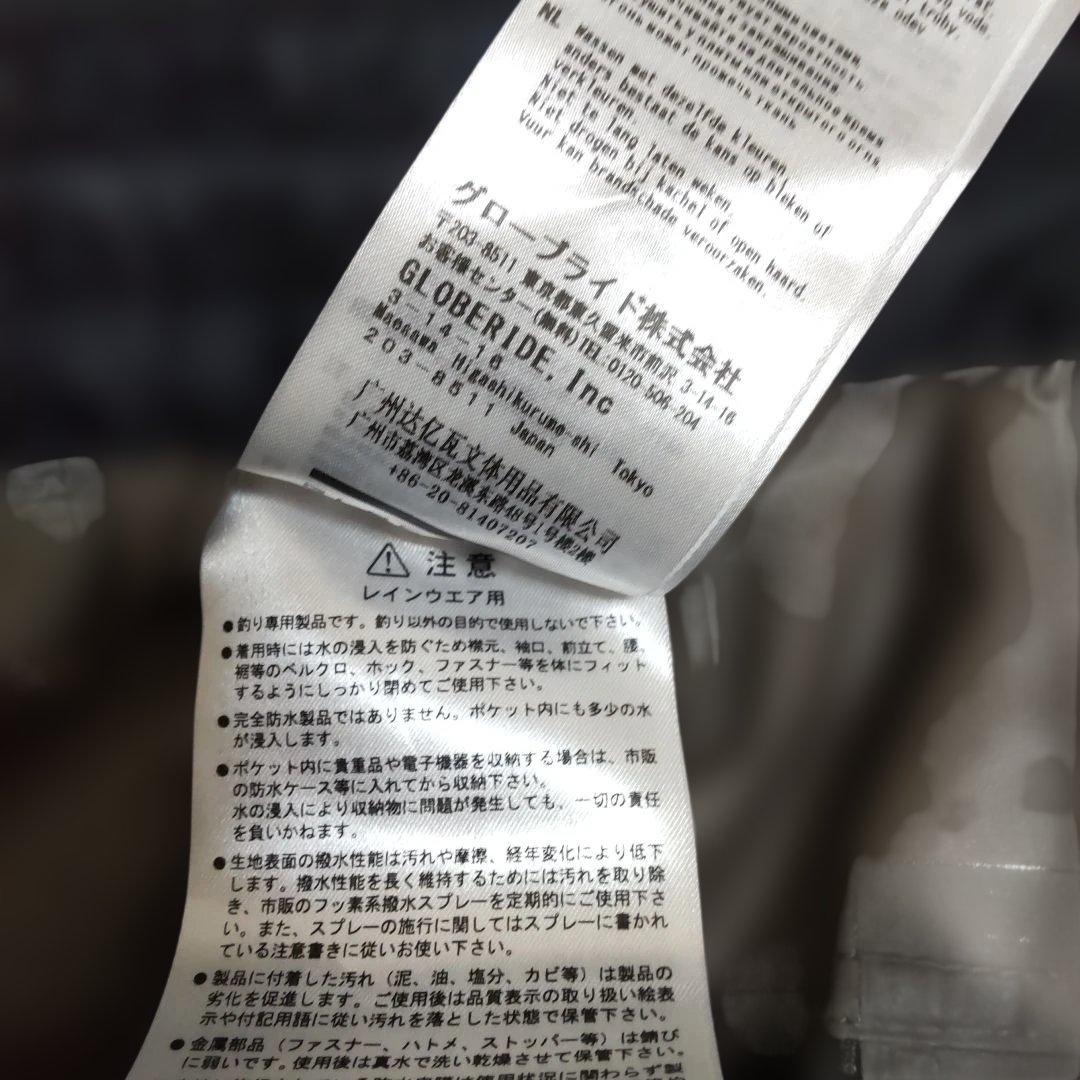 NL
Wassen met dezelfde kleuren.
Niet te lang laten weken.
Niet drogen bij kachel of open haard.
vuur kan brandschade veroorzaken.
グローブライド株式会社
〒203-8511 東京都東久留米市前沢 3-14-16
お客様センター(無料)TEL:0120-506-204
GLOBERIDE, Inc
3-14-16
Maesawa Higashikurume-shi Tokyo
203-8511 Japan
广州达亿瓦文体用品有限公司
广州市荔湾区龙溪东路48号1号楼2楼
+86-20-81407207
注意
レインウエア用
●釣り専用製品です。釣り以外の目的で使用しないで下さい。
●着用時には水の浸入を防ぐため襟元、袖口、前立て、腰、
裾等のベルクロ、ホック、ファスナー等を体にフィット
するようにしっかり閉めてご使用下さい。
●完全防水製品ではありません。ポケット内にも多少の水
が浸入します。
●ポケット内に貴重品や電子機器を収納する場合は、市販
の防水ケース等に入れてから収納下さい。
水の浸入により収納物に問題が発生しても、一切の責任
を負いかねます。
●生地表面の撥水性能は汚れや摩擦、経年変化により低下
します。撥水性能を長く維持するためには汚れを取り除
き、市販のフッ素系撥水スプレーを定期的にご使用下さ
い。また、スプレーの施行に関してはスプレーに書かれ
ている注意書きに従いお使い下さい。
●製品に付着した汚れ（泥、油、塩分、カビ等）は製品の
劣化を促進します。ご使用後は品質表示の取り扱い絵表
示や付記用語に従い汚れを落とした状態で保管下さい。
●金属部品（ファスナー、ハトメ、ストッパー等）は錆び
に弱いです。使用後は真水で洗い乾燥させて保管下さい。